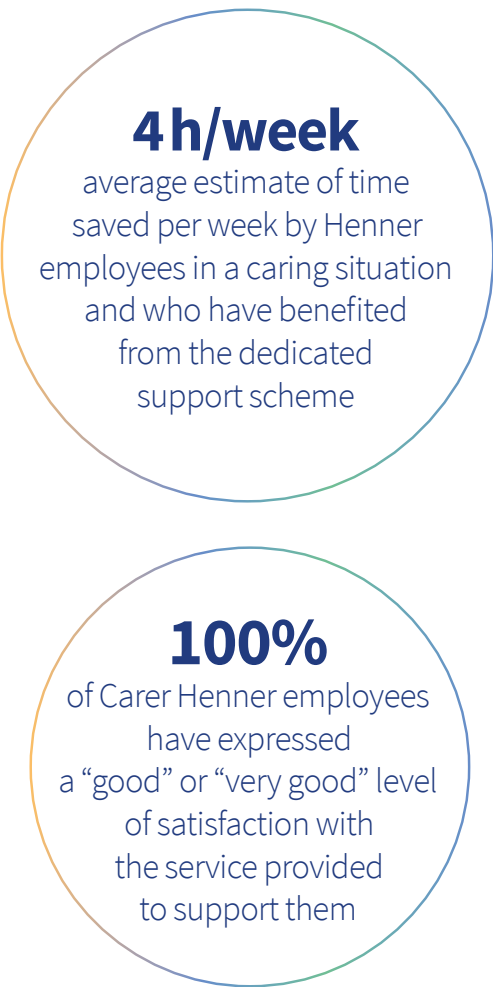 4 h/week
average estimate of time
saved per week by Henner
employees in a caring situation
and who have benefited
from the dedicated
support scheme
100%
of Carer Henner employees
have expressed
a “good” or “very good” level
of satisfaction with
the service provided
to support them